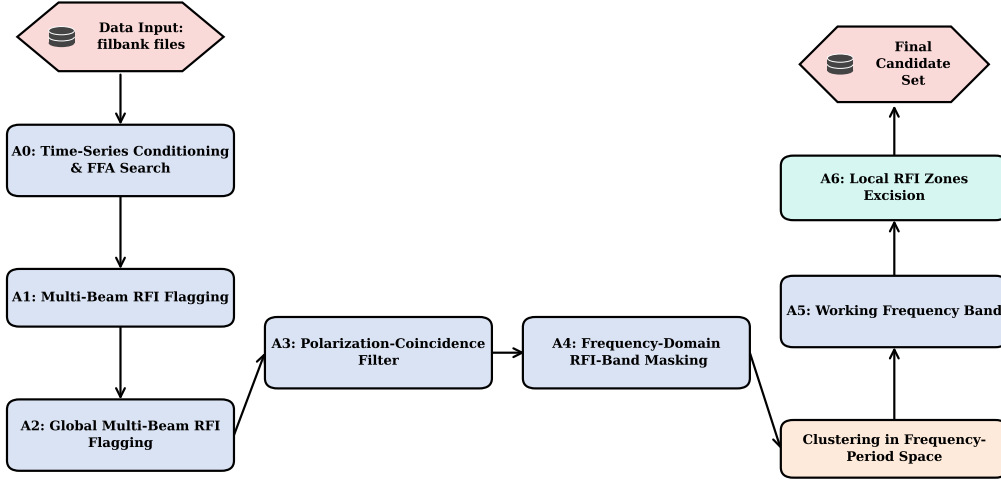 Data Input:
filbank files
A0: Time-Series Conditioning
& FFA Search
A1: Multi-Beam RFI Flagging
A2: Global Multi-Beam RFI
Flagging
A3: Polarization-Coincidence
Filter
A4: Frequency-Domain
RFI-Band Masking
Clustering in Frequency-
Period Space
A5: Working Frequency Band
A6: Local RFI Zones
Excision
Final
Candidate
Set